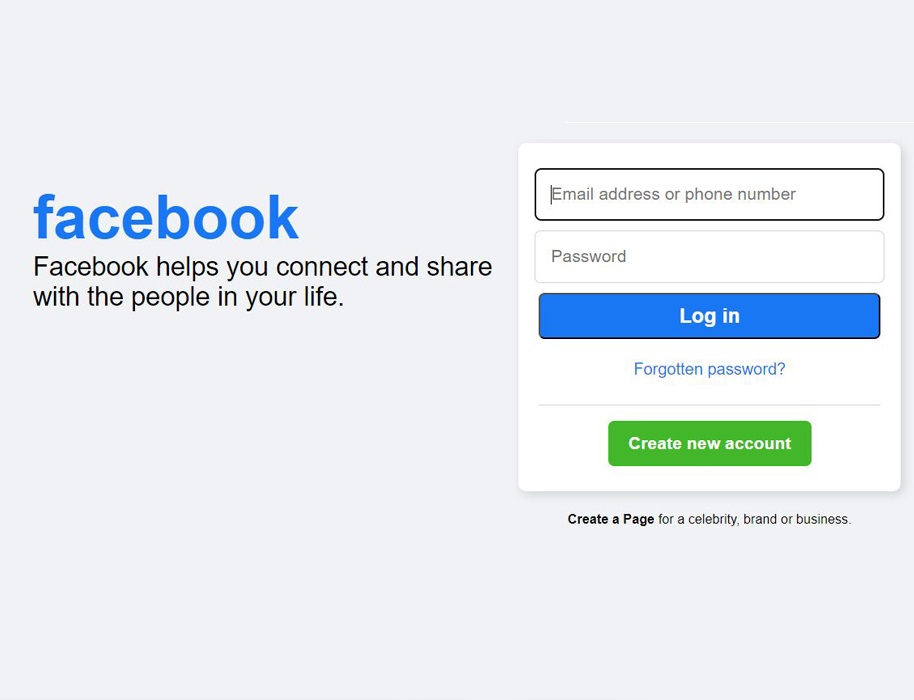 facebook
Facebook helps you connect and share
with the people in your life.
Email address or phone number
Password
Log in
Forgotten password?
Create new account
Create a Page for a celebrity, brand or business.